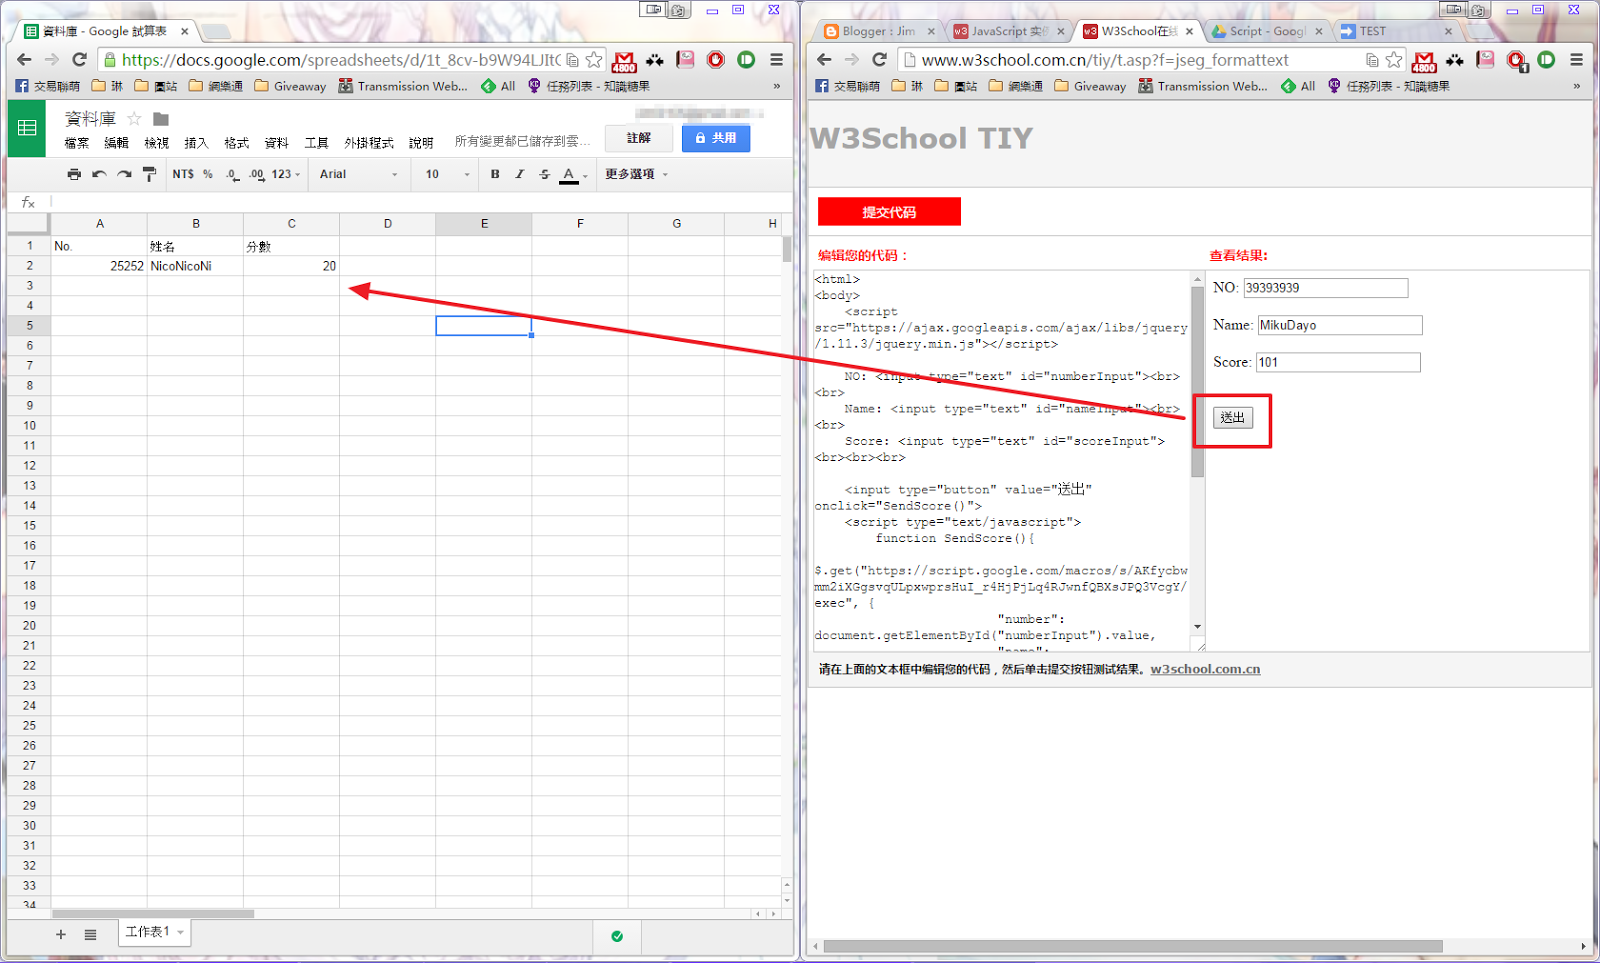 資料庫 - Google 試算表
https://docs.google.com/spreadsheets/d/1t_8cv-b9W94LJItC
4800
交易聯萌 琳 圖站 網樂通 Giveaway Transmission Web... All 任務列表 - 知識糖果 »
資料庫
檔案 編輯 檢視 插入 格式 資料 工具 外掛程式 說明 所有變更都已儲存到雲...
註解 共用
NT$ % .0 .00 123 Arial 10 B I S A 更多選項
fx
A B C D E F G H
1 No. 姓名 分數
2 25252 NicoNicoNi 20
3
4
5
6
7
8
9
10
11
12
13
14
15
16
17
18
19
20
21
22
23
24
25
26
27
28
29
30
31
32
33
34
工作表1
Blogger : Jim JavaScript 实 W3School在 Script - Googl TEST
www.w3school.com.cn/tiy/t.asp?f=jseg_formattext
4800 1
交易聯萌 琳 圖站 網樂通 Giveaway Transmission Web... All 任務列表 - 知識糖果 »
W3School TIY
提交代码
编辑您的代码：
<html>
<body>
<script
src="https://ajax.googleapis.com/ajax/libs/jquery
/1.11.3/jquery.min.js"></script>
NO: <input type="text" id="numberInput"><br>
<br>
Name: <input type="text" id="nameInput"><br>
<br>
Score: <input type="text" id="scoreInput">
<br><br><br>
<input type="button" value="送出"
onclick="SendScore()">
<script type="text/javascript">
function SendScore(){
$.get("https://script.google.com/macros/s/AKfycbw
mm2iXGgsvqULpxwprsHuI_r4HjPjLq4RJwnfQBXsJPQ3VcgY/
exec", {
"number":
document.getElementById("numberInput").value,
"name":
查看结果:
NO: 39393939
Name: MikuDayo
Score: 101
送出
请在上面的文本框中编辑您的代码，然后单击提交按钮测试结果。w3school.com.cn